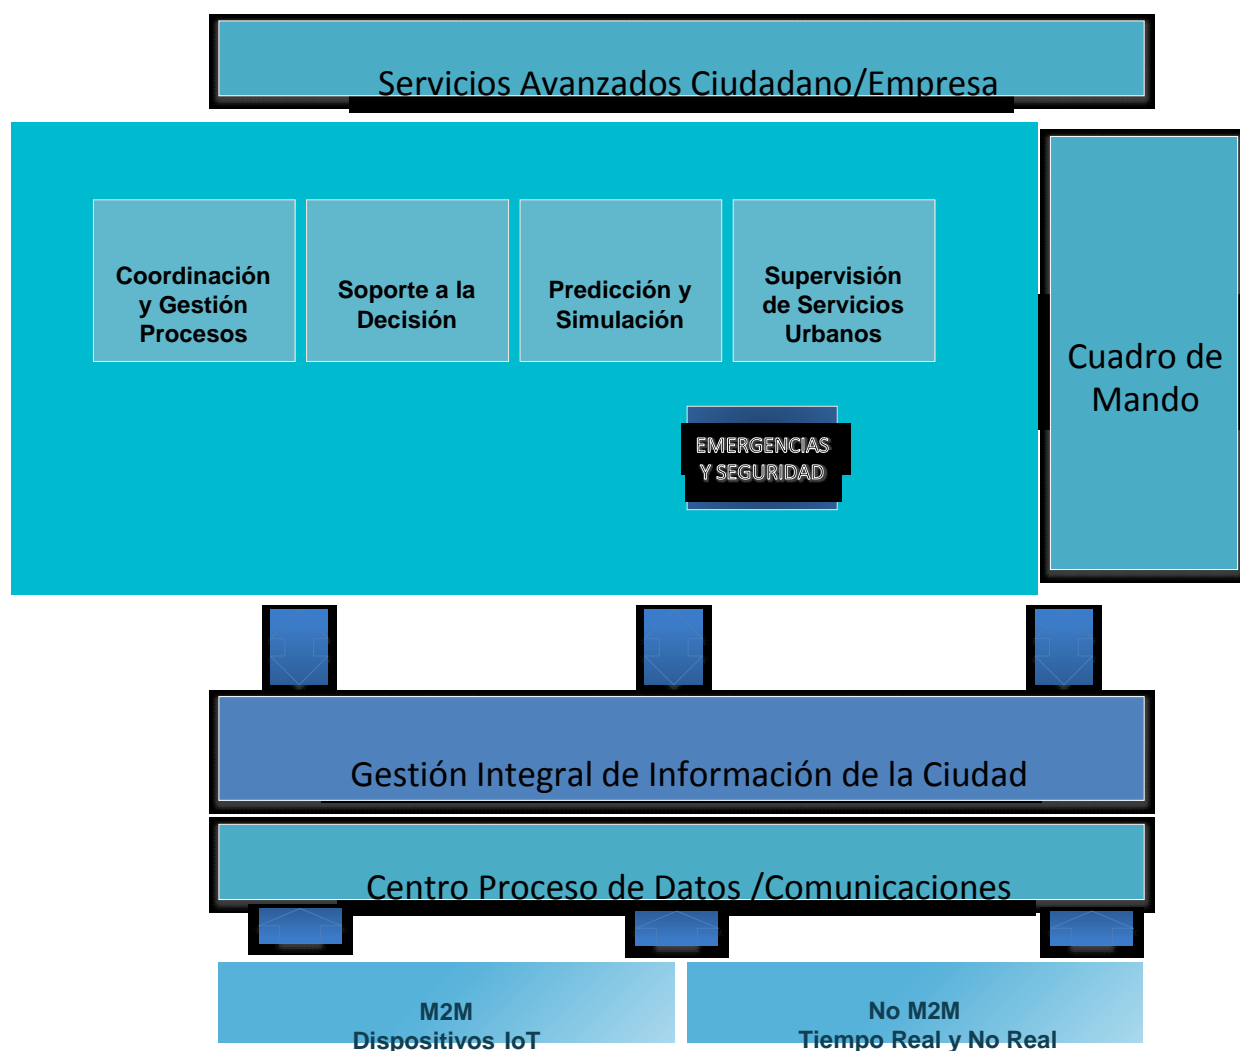 Servicios Avanzados Ciudadano/Empresa
Coordinación
y Gestión
Procesos
Soporte a la
Decisión
Predicción y
Simulación
Supervisión
de Servicios
Urbanos
Cuadro de
Mando
EMERGENCIAS
Y SEGURIDAD
Gestión Integral de Información de la Ciudad
Centro Proceso de Datos /Comunicaciones
M2M
Dispositivos IoT
No M2M
Tiempo Real y No Real